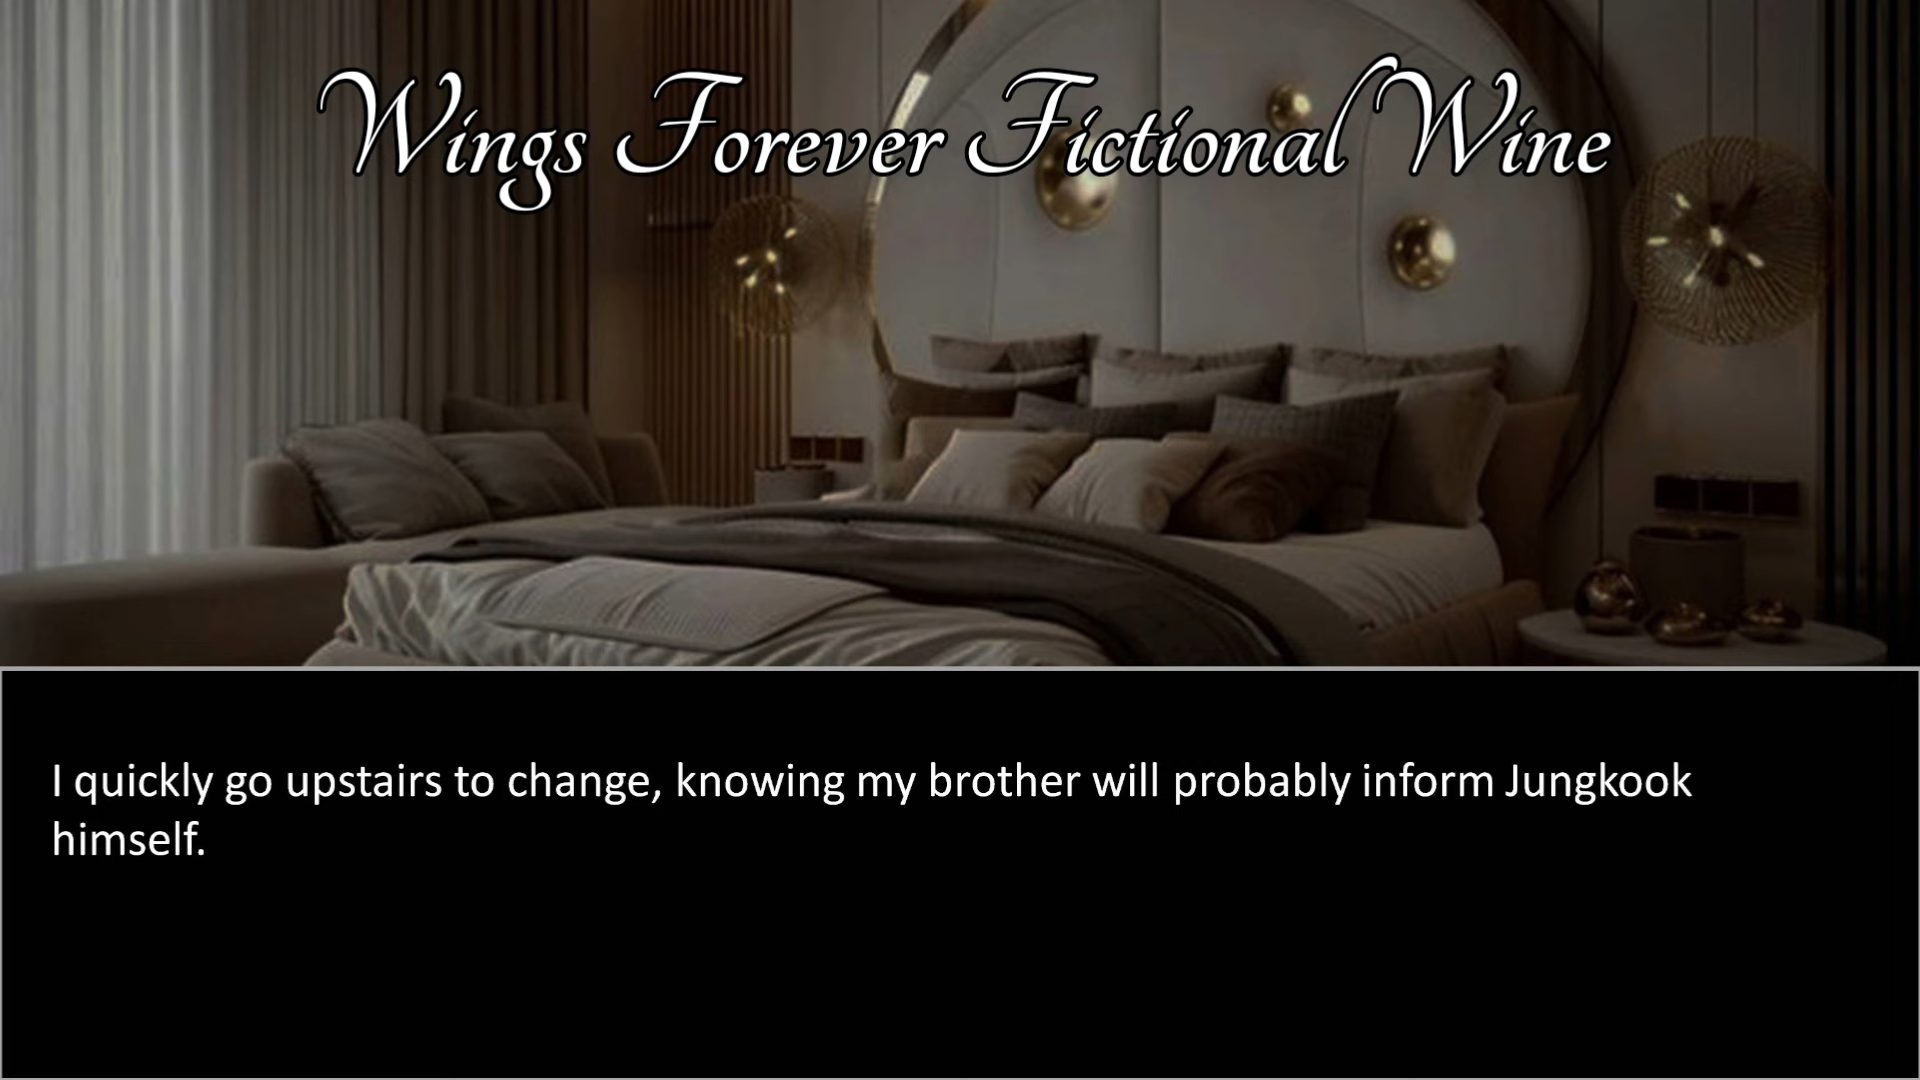 Wings Forever Fictional Wine
I quickly go upstairs to change, knowing my brother will probably inform Jungkook
himself.